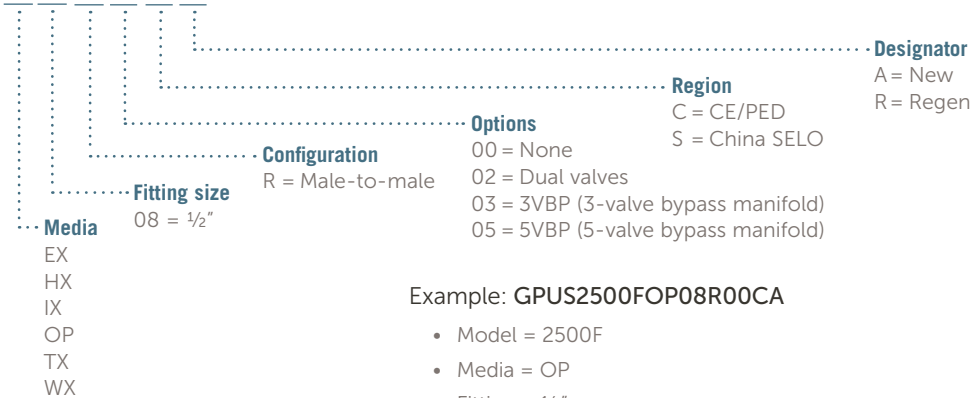 Designator
A = New
R = Regen
Region
C = CE/PED
S = China SELO
Options
00 = None
02 = Dual valves
03 = 3VBP (3-valve bypass manifold)
05 = 5VBP (5-valve bypass manifold)
Configuration
R = Male-to-male
Fitting size
08 = ½"
Media
EX
HX
IX
OP
TX
WX
Example: GPUS2500FOP08R00CA
• Model = 2500F
• Media = OP